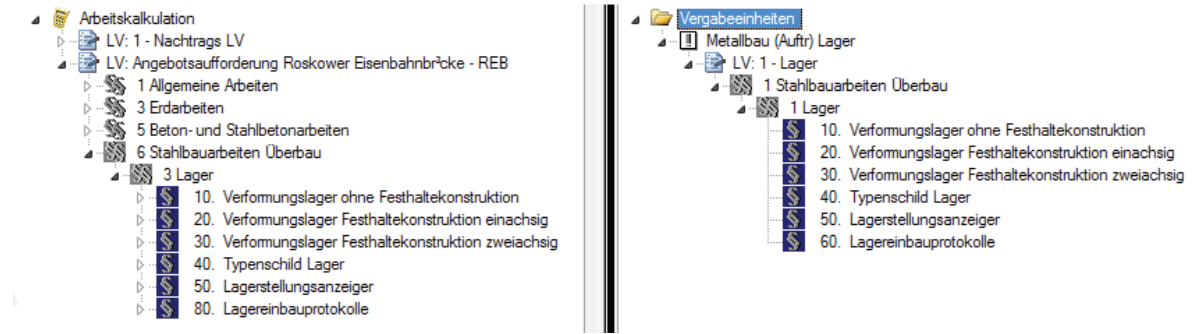 Arbeitskalkulation
LV: 1 - Nachtrags LV
LV: Angebotsaufforderung Roskower Eisenbahnbr³cke - REB
1 Allgemeine Arbeiten
3 Erdarbeiten
5 Beton- und Stahlbetonarbeiten
6 Stahlbauarbeiten Überbau
3 Lager
10. Verformungslager ohne Festhaltekonstruktion
20. Verformungslager Festhaltekonstruktion einachsig
30. Verformungslager Festhaltekonstruktion zweiachsig
40. Typenschild Lager
50. Lagerstellungsanzeiger
80. Lagereinbauprotokolle
Vergabeeinheiten
Metallbau (Auftr) Lager
LV: 1 - Lager
1 Stahlbauarbeiten Überbau
1 Lager
10. Verformungslager ohne Festhaltekonstruktion
20. Verformungslager Festhaltekonstruktion einachsig
30. Verformungslager Festhaltekonstruktion zweiachsig
40. Typenschild Lager
50. Lagerstellungsanzeiger
60. Lagereinbauprotokolle